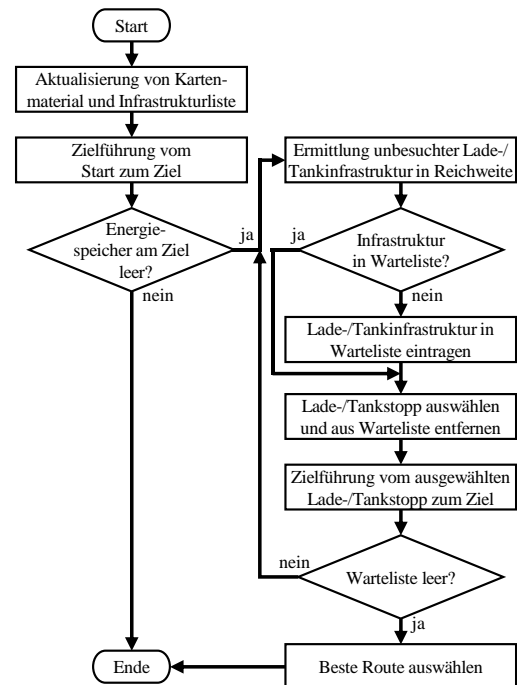 Start
Aktualisierung von Karten-
material und Infrastrukturliste
Zielführung vom
Start zum Ziel
Energie-
speicher am Ziel
leer?
ja
nein
Ermittlung unbesuchter Lade-/
Tankinfrastruktur in Reichweite
ja
Infrastruktur
in Warteliste?
nein
Lade-/Tankinfrastruktur in
Warteliste eintragen
Lade-/Tankstopp auswählen
und aus Warteliste entfernen
Zielführung vom ausgewählten
Lade-/Tankstopp zum Ziel
nein
Warteliste leer?
ja
Beste Route auswählen
Ende